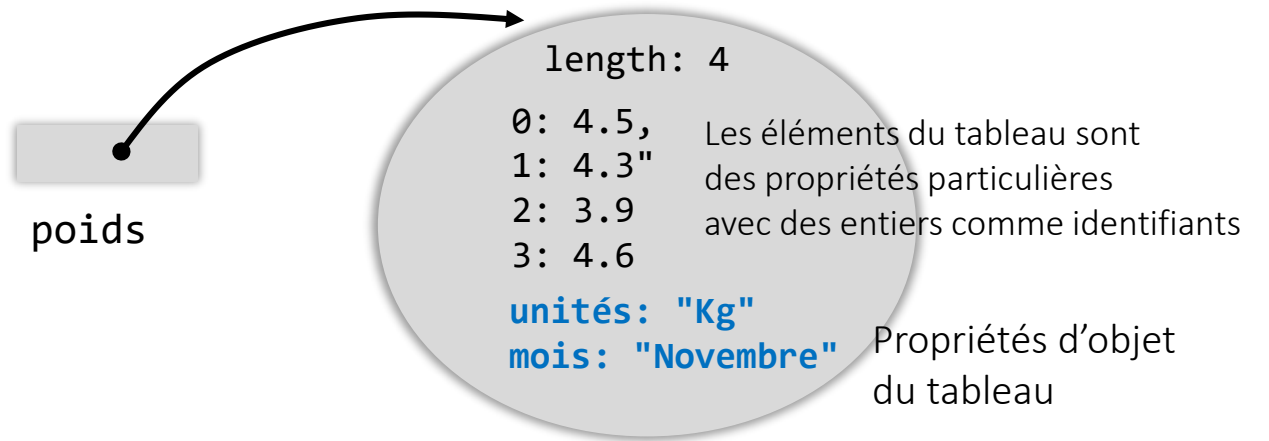 length: 4
0: 4.5,
1: 4.3"
2: 3.9
3: 4.6
Les éléments du tableau sont
des propriétés particulières
avec des entiers comme identifiants
poids
unités: "Kg"
mois: "Novembre"
Propriétés d’objet
du tableau